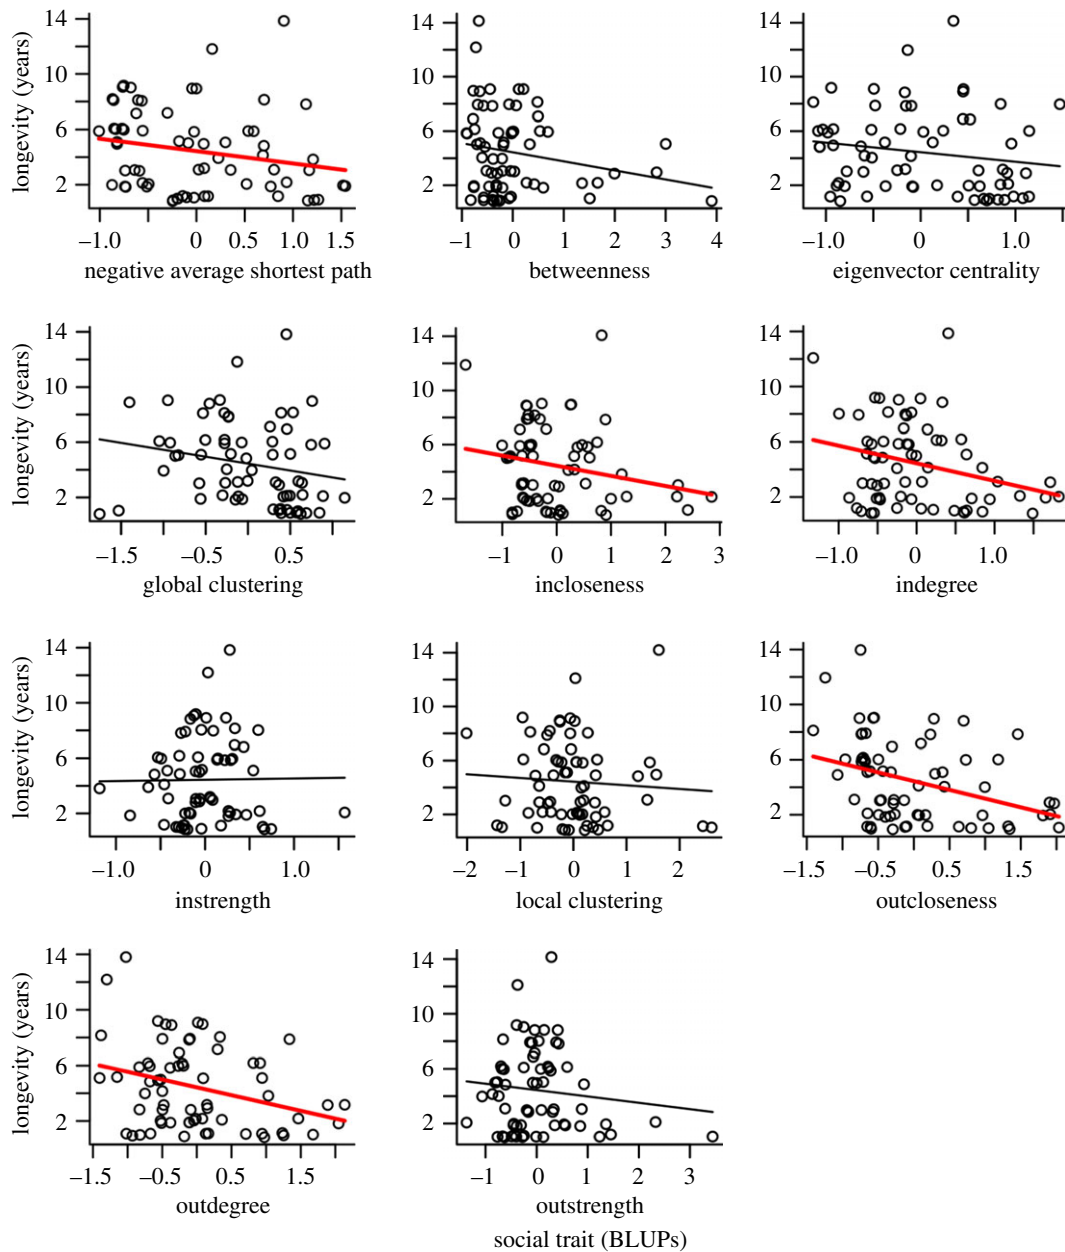 14
10
6
2
longevity (years)
–1.0 0 0.5 1.0 1.5
negative average shortest path
14
10
6
2
–1 0 1 2 3 4
betweenness
14
10
6
2
–1.0 0 1.0
eigenvector centrality
14
10
6
2
longevity (years)
–1.5 –0.5 0.5
global clustering
14
10
6
2
–1 0 1 2 3
incloseness
14
10
6
2
–1.0 0 1.0
indegree
14
10
6
2
longevity (years)
–1.0 0 1.0
instrength
14
10
6
2
–2 –1 0 1 2
local clustering
14
10
6
2
–1.5 –0.5 0.5 1.5
outcloseness
14
10
6
2
longevity (years)
–1.5 –0.5 0.5 1.5
outdegree
14
10
6
2
–1 0 1 2 3
outstrength
social trait (BLUPs)